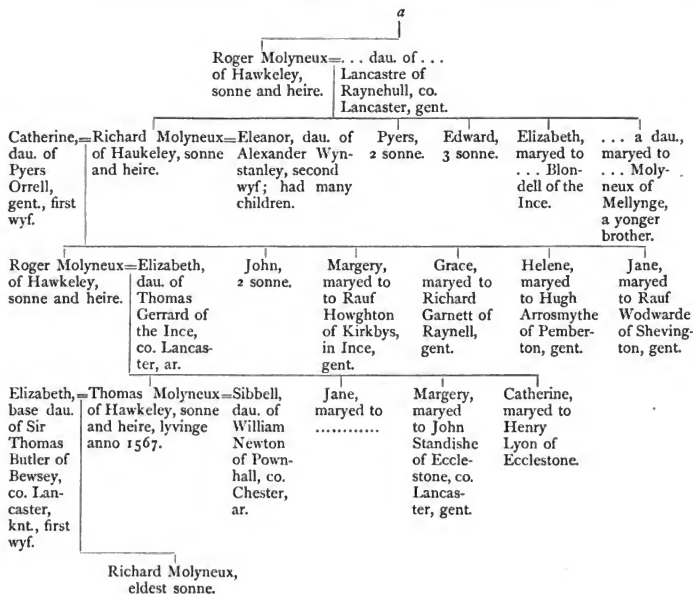 a
Roger Molyneux=. . . dau. of . . .
of Hawkeley, Lancastre of
sonne and heire. Raynehull, co.
Lancaster, gent.
Catherine,=Richard Molyneux=Eleanor, dau. of Pyers, Edward, Elizabeth, . . . a dau.,
dau. of of Haukeley, sonne Alexander Wyn- 2 sonne. 3 sonne. maryed to maryed to
Pyers and heire. stanley, second . . . Blon- . . . Moly-
Orrell, wyf; had many dell of the neux of
gent., first children. Ince. Mellynge,
wyf. a yonger
brother.
Roger Molyneux=Elizabeth, John, Margery, Grace, Helene, Jane,
of Hawkeley, dau. of 2 sonne. maryed to maryed to maryed maryed
sonne and heire. Thomas to Rauf Richard to Hugh to Rauf
Gerrard of Howghton Garnett of Arrosmythe Wodwarde
the Ince, of Kirkbys, Raynell, of Pember- of Sheving-
co. Lancas- in Ince, gent. ton, gent. ton, gent.
ter, ar. gent.
Elizabeth,=Thomas Molyneux=Sibbell, Jane, Margery, Catherine,
base dau. of Hawkeley, sonne dau. of maryed to maryed maryed to
of Sir and heire, lyvinge William ............ to John Henry
Thomas anno 1567. Newton Standishe Lyon of
Butler of of Pown- of Eccle- Ecclestone.
Bewsey, hall, co. stone, co.
co. Lan- Chester, Lancas-
caster, ar. ter, gent.
knt., first
wyf.
Richard Molyneux,
eldest sonne.